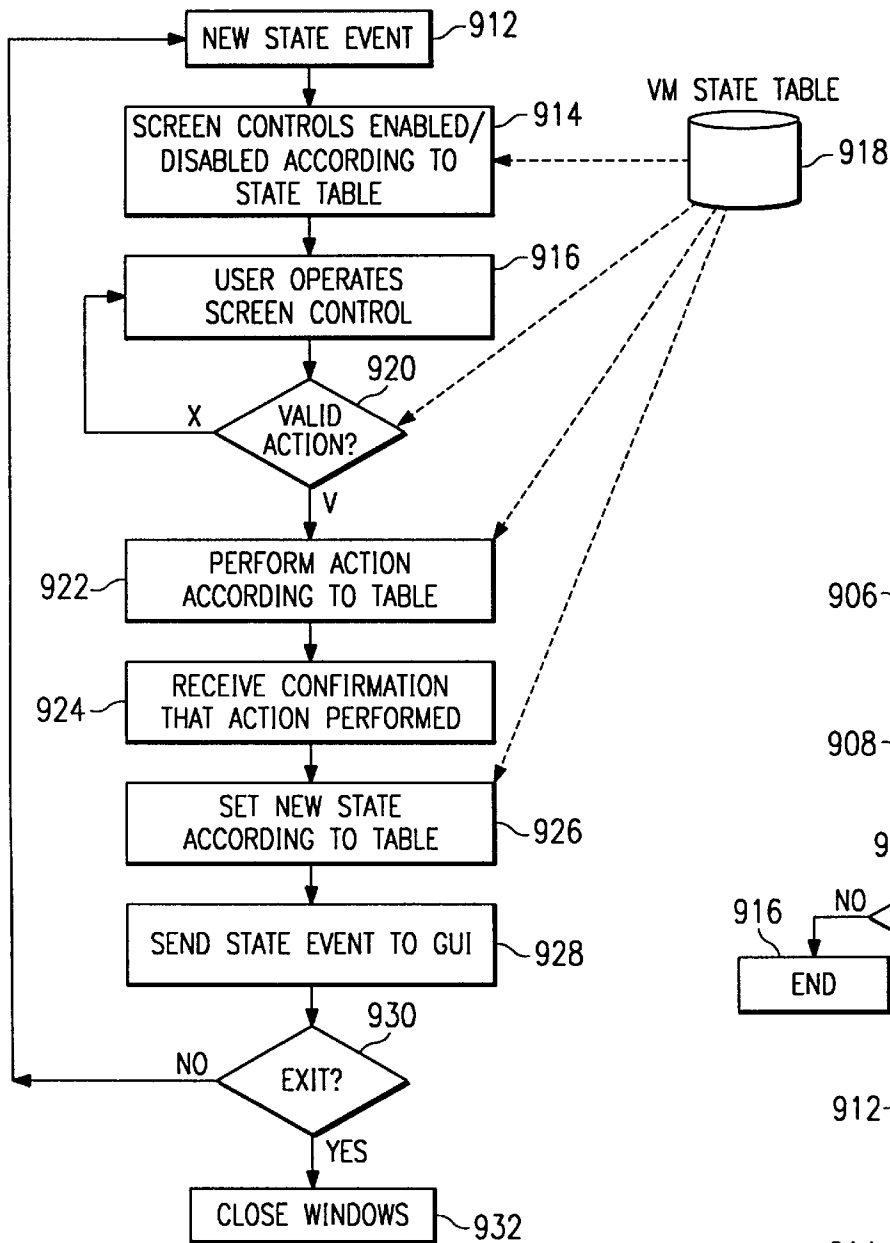 NEW STATE EVENT
912
VM STATE TABLE
918
SCREEN CONTROLS ENABLED/
DISABLED ACCORDING TO
STATE TABLE
914
USER OPERATES
SCREEN CONTROL
916
920
VALID
ACTION?
X
V
PERFORM ACTION
ACCORDING TO TABLE
922
RECEIVE CONFIRMATION
THAT ACTION PERFORMED
924
SET NEW STATE
ACCORDING TO TABLE
926
SEND STATE EVENT TO GUI
928
930
EXIT?
NO
YES
CLOSE WINDOWS
932
906
908
9
NO
916
END
912